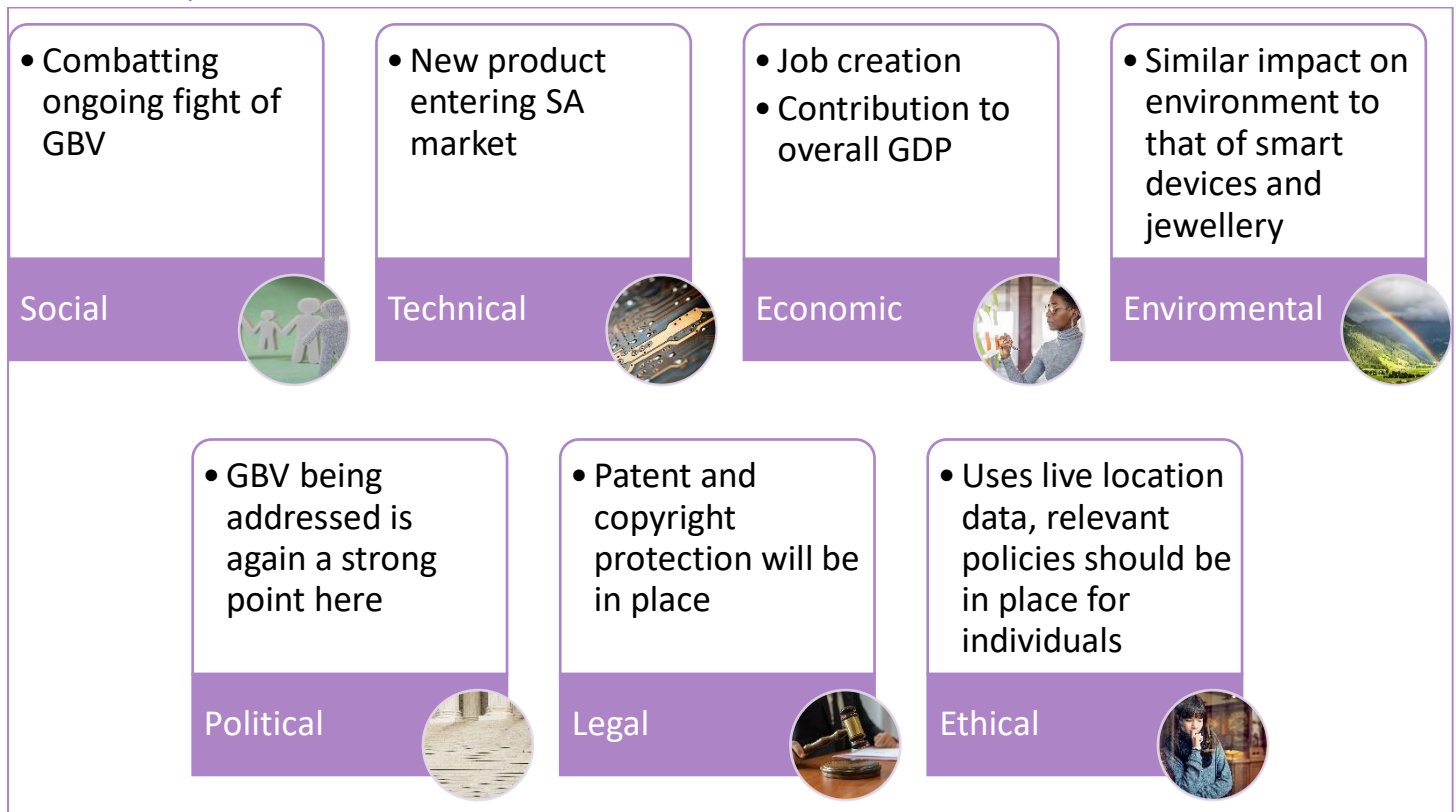 • Combatting
ongoing fight of
GBV
Social
• New product
entering SA
market
Technical
• Job creation
• Contribution to
overall GDP
Economic
• Similar impact on
environment to
that of smart
devices and
jewellery
Enviromental
• GBV being
addressed is
again a strong
point here
Political
• Patent and
copyright
protection will be
in place
Legal
• Uses live location
data, relevant
policies should be
in place for
individuals
Ethical